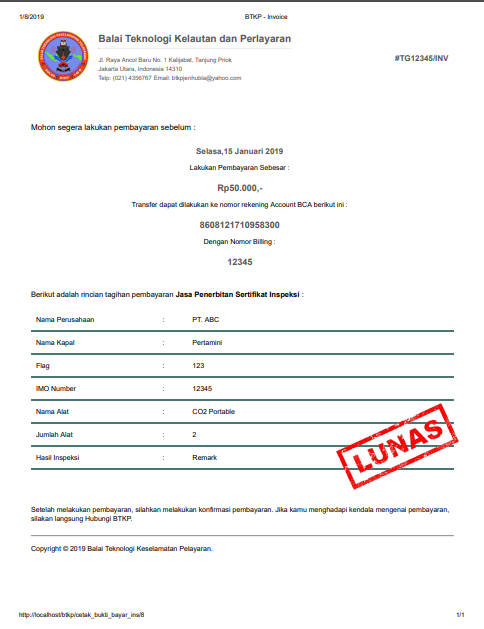 1/8/2019 BTKP - Invoice
Balai Teknologi Kelautan dan Perlayaran
#TG12345/INV
Jl. Raya Ancol Baru No. 1 Kalijabat, Tanjung Priok
Jakarta Utara, Indonesia 14310
Telp: (021) 4356767 Email: btkpjenhubla@yahoo.com
Mohon segera lakukan pembayaran sebelum :
Selasa,15 Januari 2019
Lakukan Pembayaran Sebesar :
Rp50.000,-
Transfer dapat dilakukan ke nomor rekening Account BCA berikut ini :
8608121710958300
Dengan Nomor Billing :
12345
Berikut adalah rincian tagihan pembayaran Jasa Penerbitan Sertifikat Inspeksi :
Nama Perusahaan : PT. ABC
Nama Kapal : Pertamini
Flag : 123
IMO Number : 12345
Nama Alat : CO2 Portable
Jumlah Alat : 2
Hasil Inspeksi : Remark
LUNAS
Setelah melakukan pembayaran, silahkan melakukan konfirmasi pembayaran. Jika kamu menghadapi kendala mengenai pembayaran,
silakan langsung Hubungi BTKP.
Copyright © 2019 Balai Teknologi Keselamatan Pelayaran.
http://localhost/btkp/cetak_bukti_bayar_ins/8 1/1